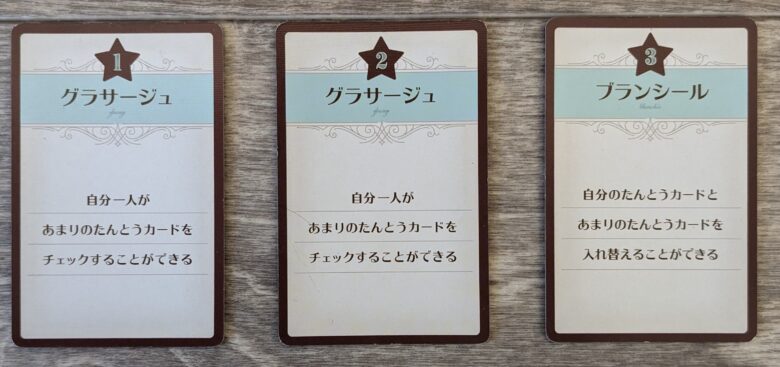 1
グラサージュ
自分一人が
あまりのたんとうカードを
チェックすることができる
2
グラサージュ
自分一人が
あまりのたんとうカードを
チェックすることができる
3
ブランシール
自分のたんとうカードと
あまりのたんとうカードを
入れ替えることができる